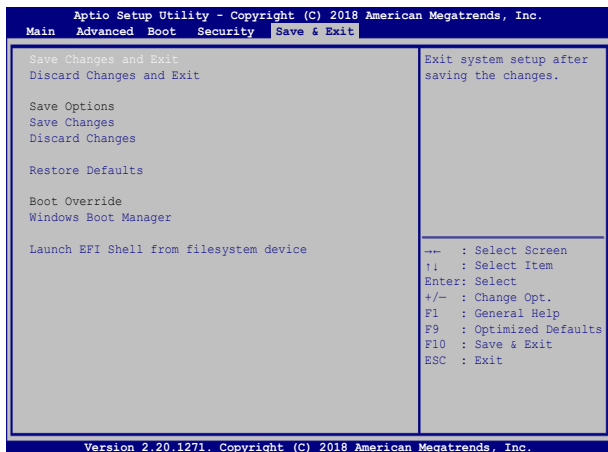 Aptio Setup Utility - Copyright (C) 2018 American Megatrends, Inc.
Main Advanced Boot Security Save & Exit
Save Changes and Exit
Discard Changes and Exit
Save Options
Save Changes
Discard Changes
Restore Defaults
Boot Override
Windows Boot Manager
Launch EFI Shell from filesystem device
Exit system setup after
saving the changes.
→← : Select Screen
↑↓ : Select Item
Enter: Select
+/— : Change Opt.
F1 : General Help
F9 : Optimized Defaults
F10 : Save & Exit
ESC : Exit
Version 2.20.1271. Copyright (C) 2018 American Megatrends, Inc.